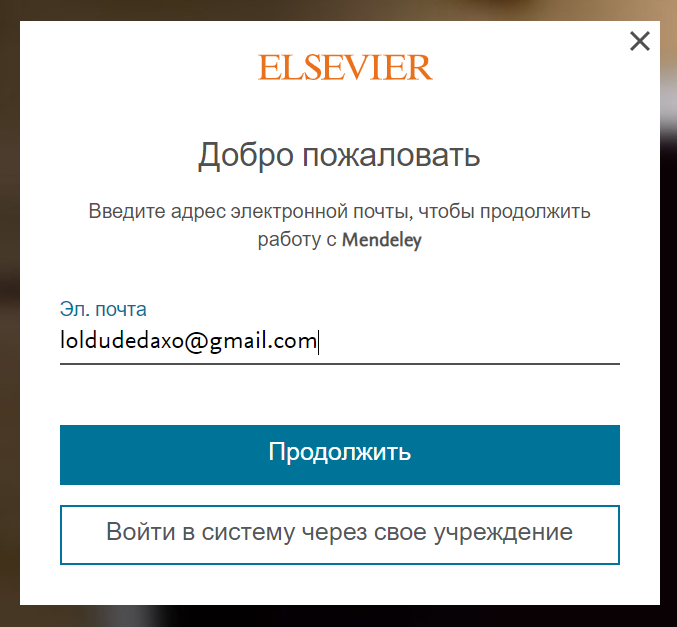 ELSEVIER
Добро пожаловать
Введите адрес электронной почты, чтобы продолжить
работу с Mendeley
Эл. почта
loldudedaxo@gmail.com
Продолжить
Войти в систему через свое учреждение